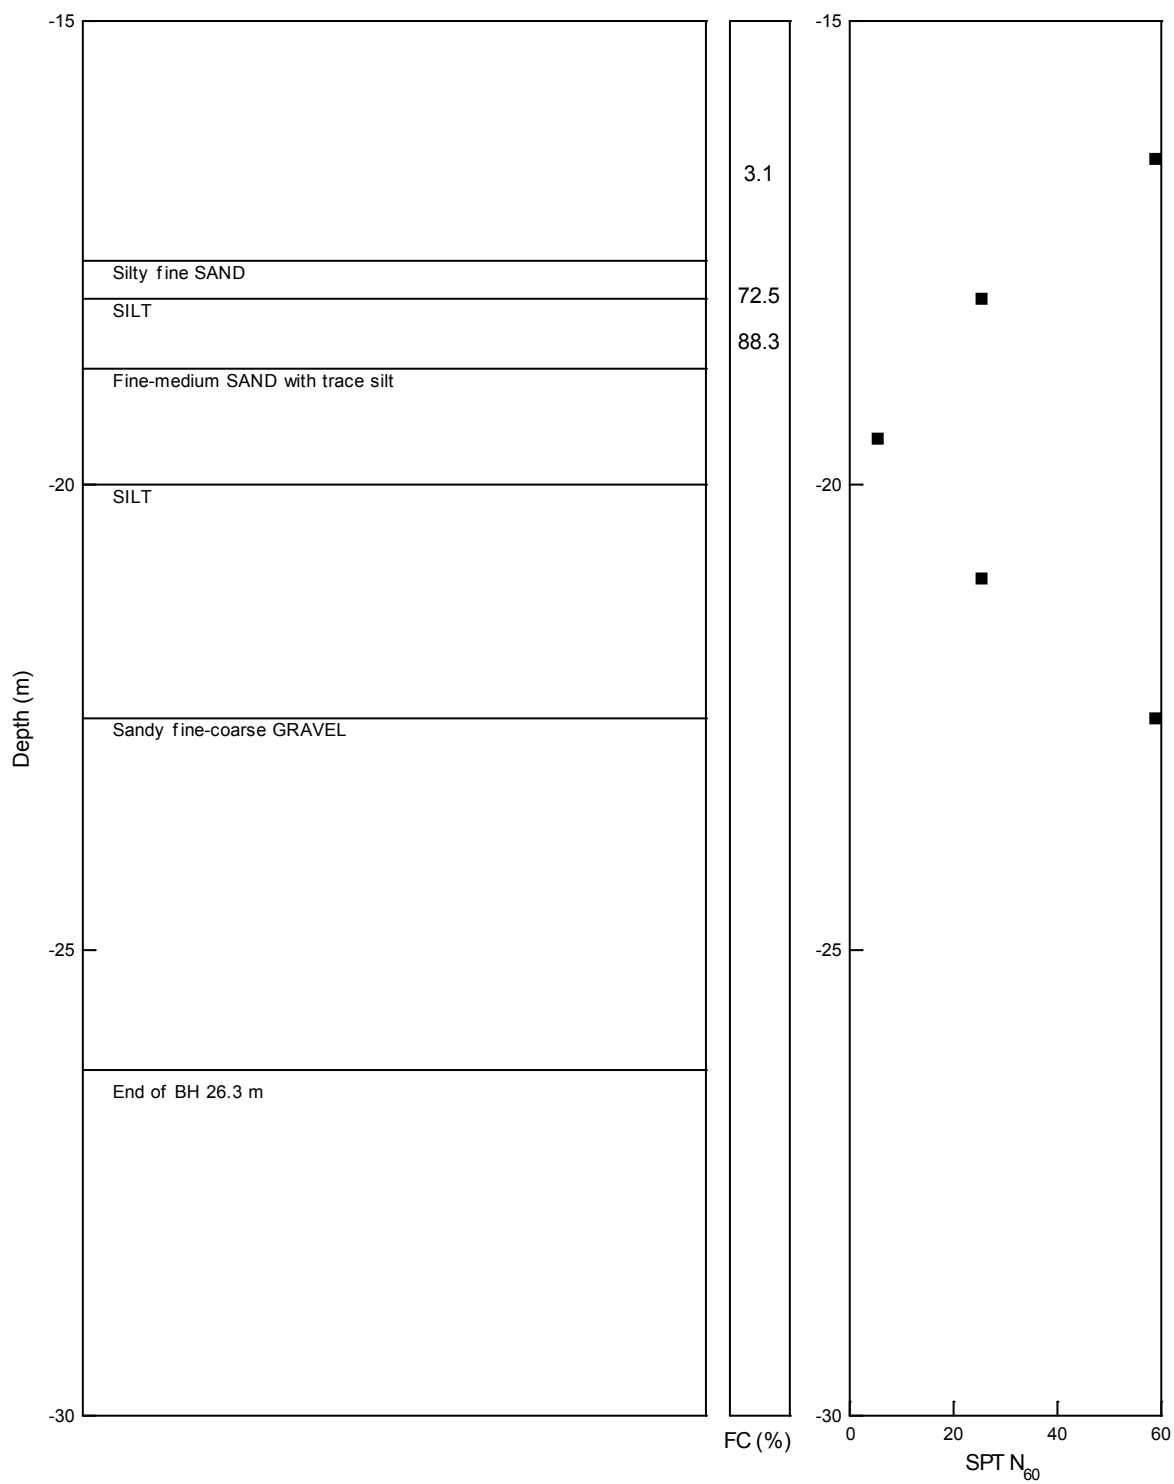 -15
-15
3.1
Silty fine SAND
72.5
SILT
88.3
Fine-medium SAND with trace silt
-20
-20
SILT
Depth (m)
Sandy fine-coarse GRAVEL
-25
-25
End of BH 26.3 m
-30
-30
0 20 40 60
FC (%)
SPT N60